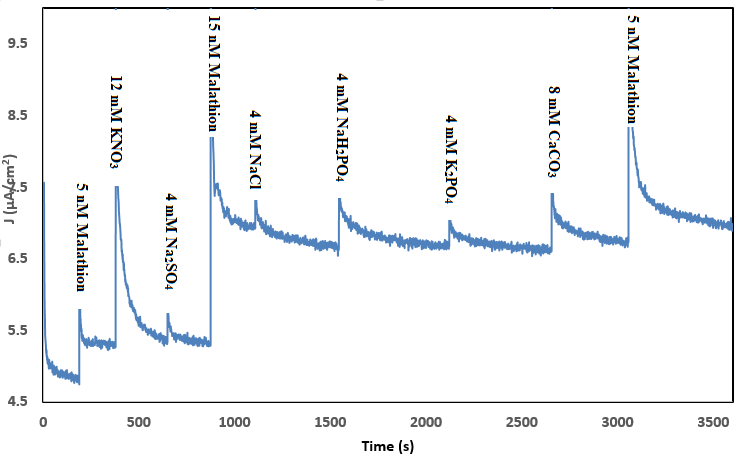 9.5
8.5
7.5
6.5
5.5
4.5
J (µA/cm²)
5 nM Malathion
12 mM KNO₃
4 mM Na₂SO₄
15 nM Malathion
4 mM NaCl
4 mM NaH₂PO₄
4 mM K₂PO₄
8 mM CaCO₃
5 nM Malathion
0
500
1000
1500
2000
2500
3000
3500
Time (s)